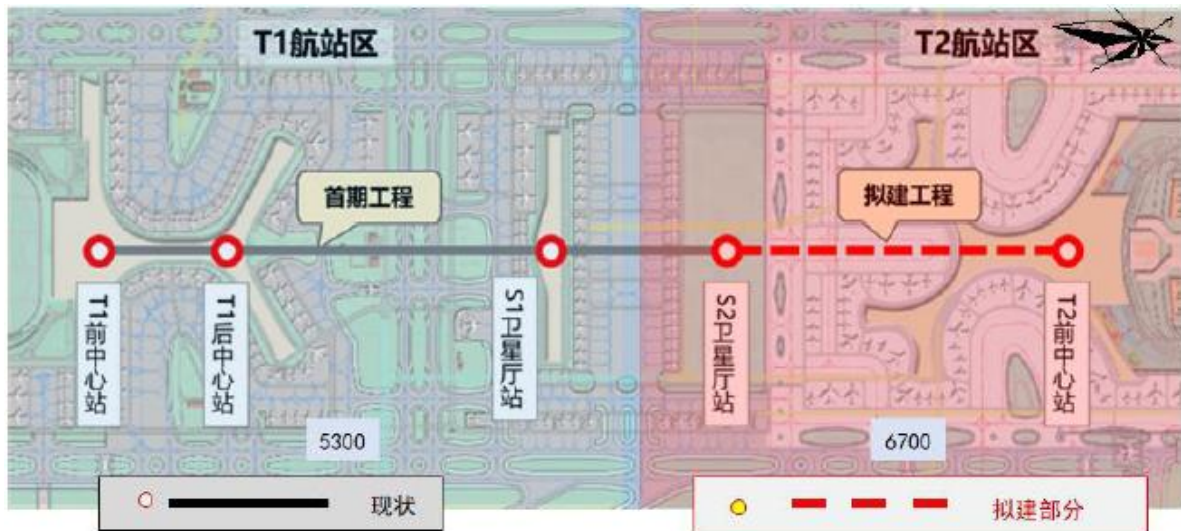 T1航站区
T2航站区
首期工程
拟建工程
T1前中心站
T1后中心站
S1卫星厅站
S2卫星厅站
T2前中心站
5300
6700
现状
拟建部分